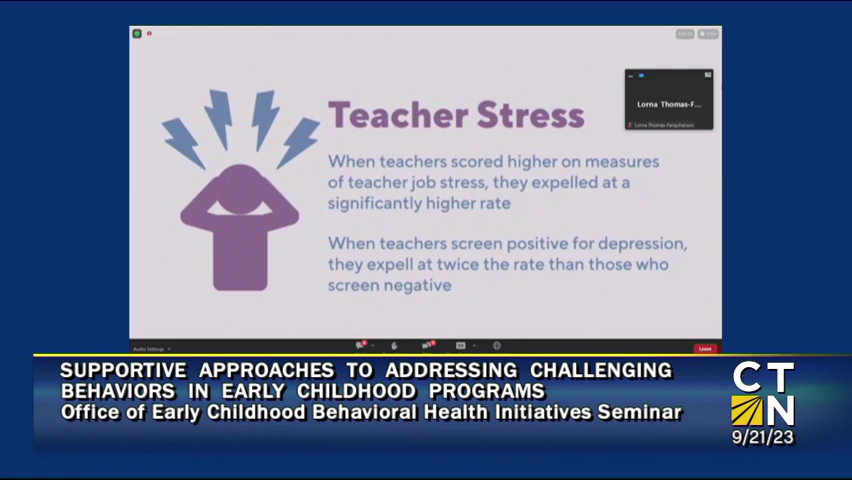 Lorna Thomas-F...
Lorna Thomas-Farquharson
Teacher Stress
When teachers scored higher on measures
of teacher job stress, they expelled at a
significantly higher rate
When teachers screen positive for depression,
they expell at twice the rate than those who
screen negative
Audio Settings
Leave
SUPPORTIVE APPROACHES TO ADDRESSING CHALLENGING
BEHAVIORS IN EARLY CHILDHOOD PROGRAMS
Office of Early Childhood Behavioral Health Initiatives Seminar
CT
N
9/21/23